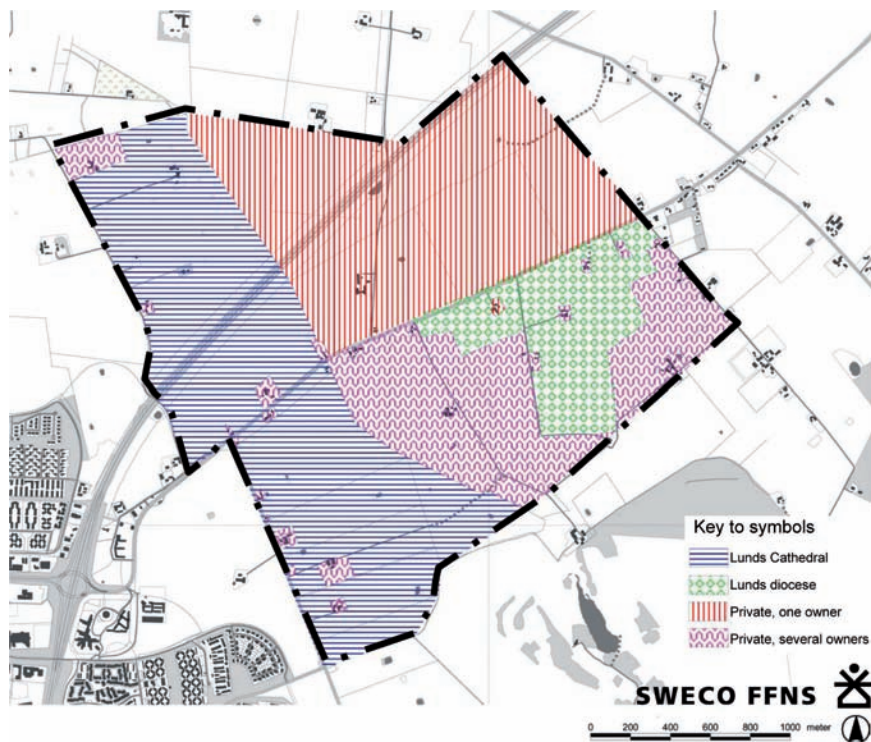 Key to symbols
Lunds Cathedral
Lunds diocese
Private, one owner
Private, several owners
SWECO FFNS
0 200 400 600 800 1000 meter